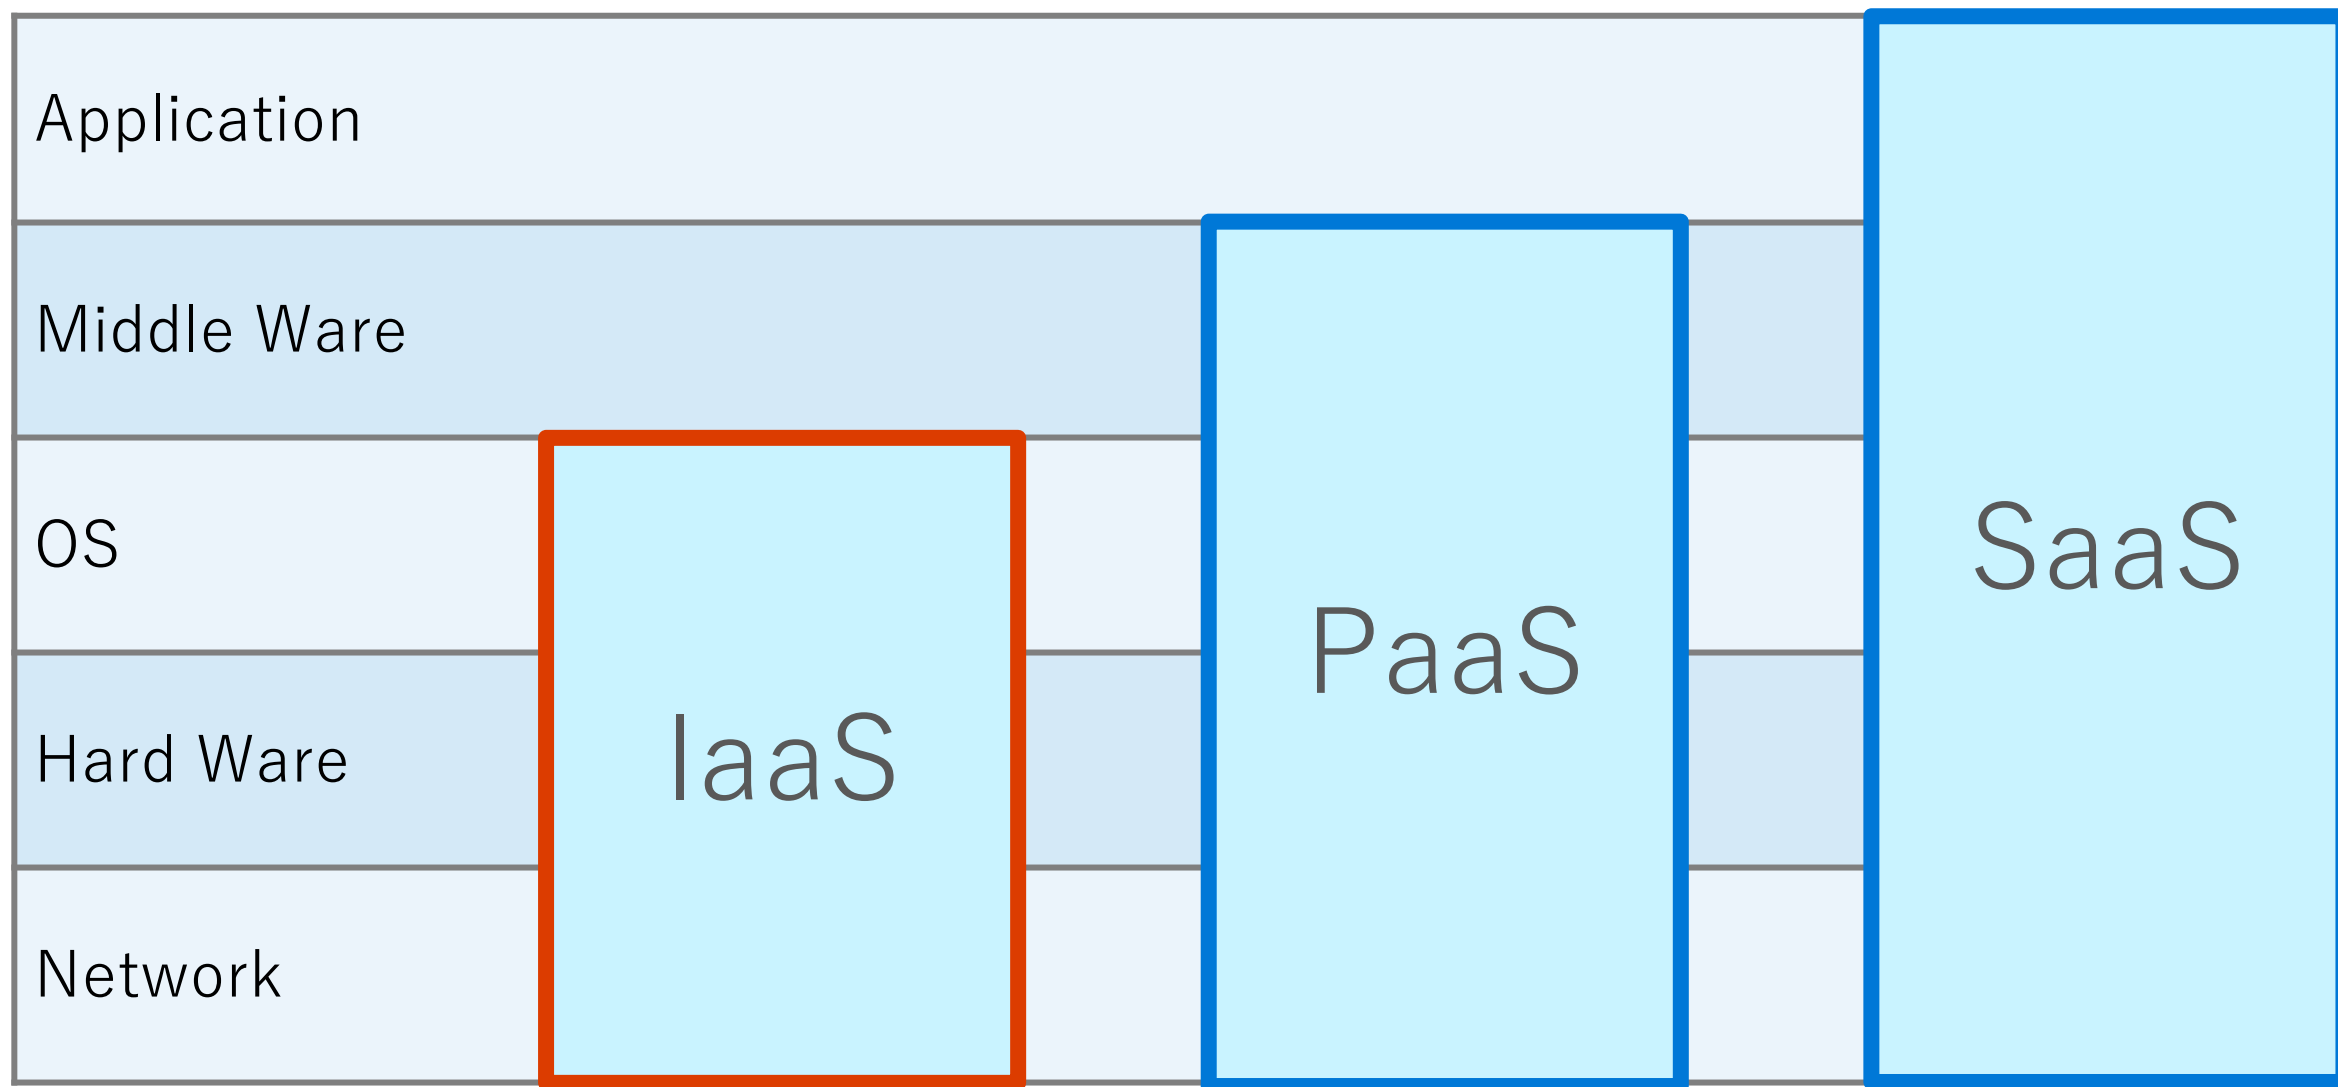 Application
Middle Ware
OS
Hard Ware
Network
IaaS
PaaS
SaaS